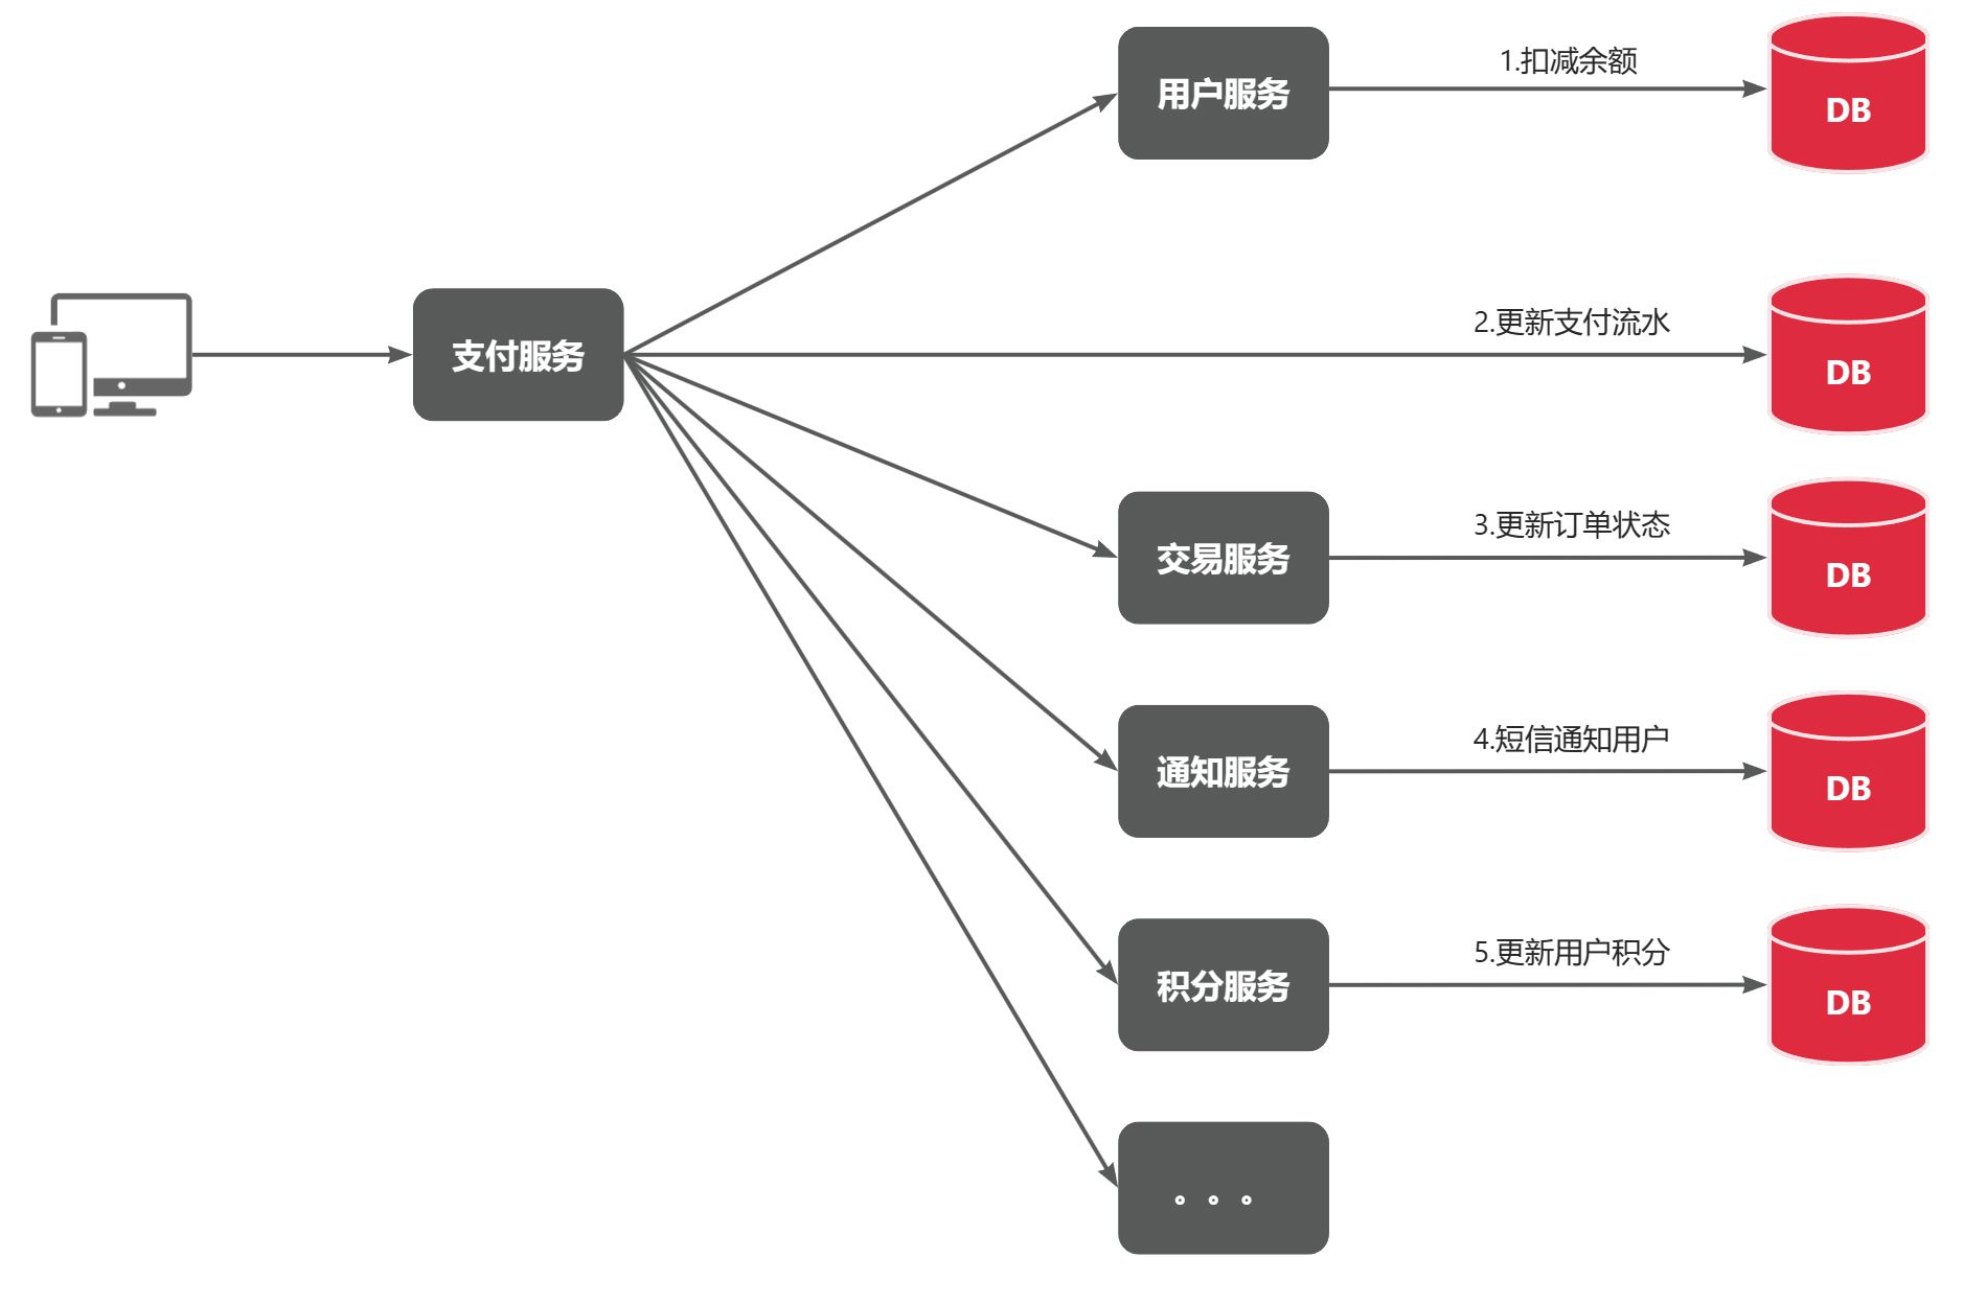 用户服务
1.扣减余额
DB
支付服务
2.更新支付流水
DB
交易服务
3.更新订单状态
DB
通知服务
4.短信通知用户
DB
积分服务
5.更新用户积分
DB
。。。